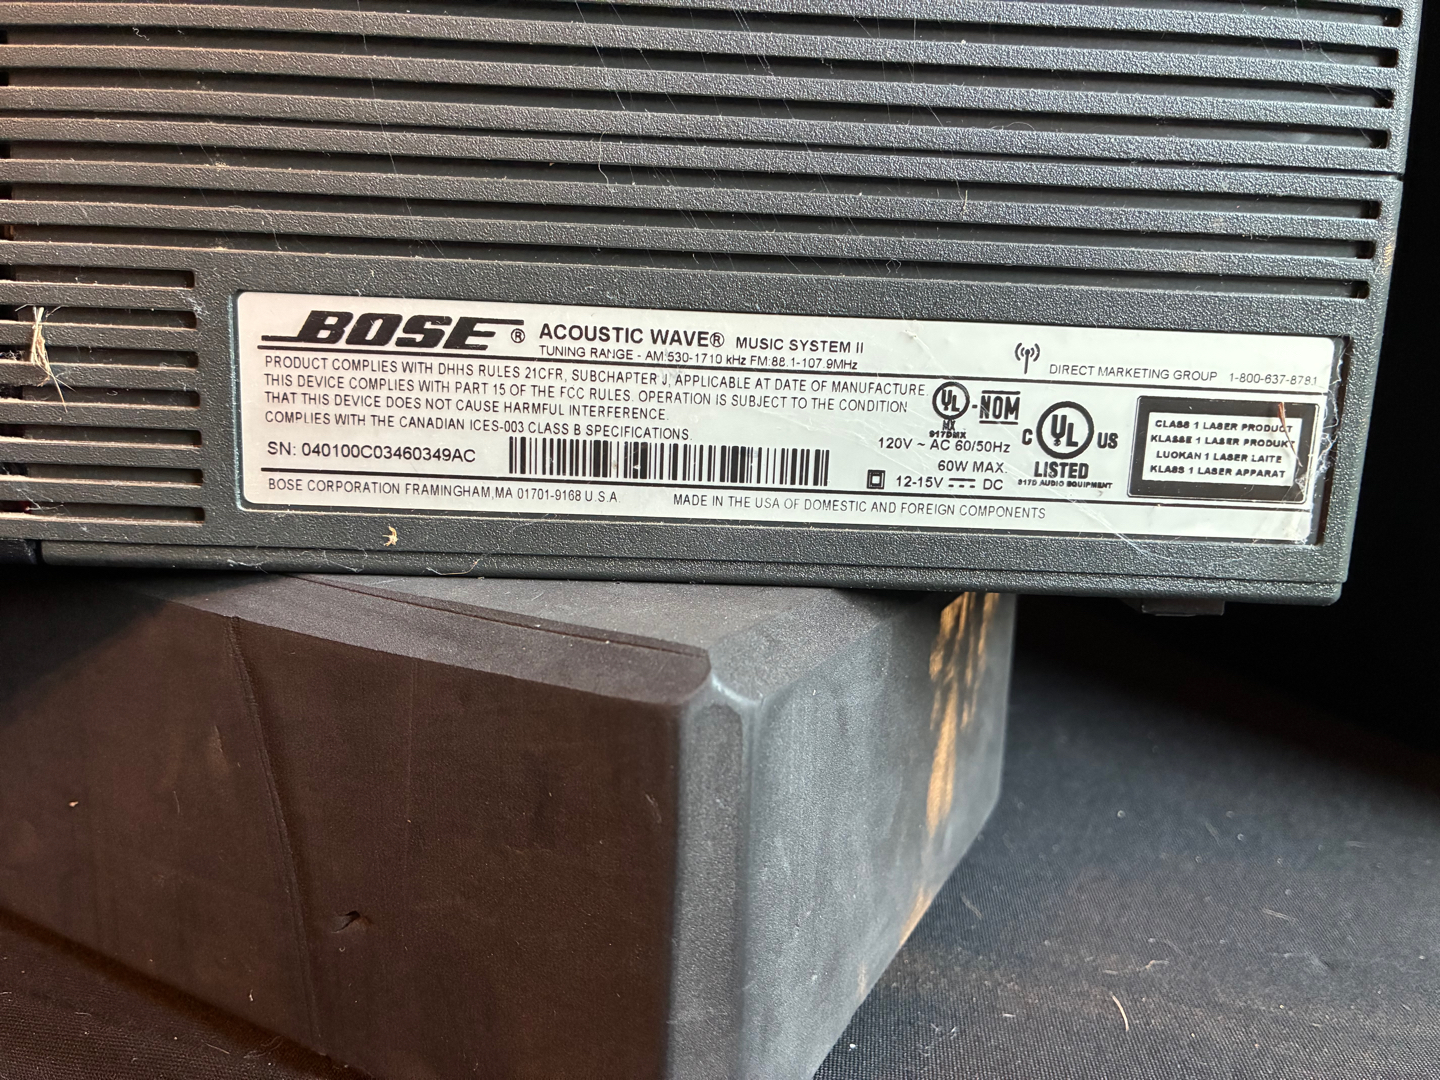 BOSE® ACOUSTIC WAVE® MUSIC SYSTEM II
TUNING RANGE - AM:530-1710 kHz FM:88.1-107.9MHz
DIRECT MARKETING GROUP 1-800-637-8781
PRODUCT COMPLIES WITH DHHS RULES 21CFR, SUBCHAPTER J, APPLICABLE AT DATE OF MANUFACTURE
THIS DEVICE COMPLIES WITH PART 15 OF THE FCC RULES. OPERATION IS SUBJECT TO THE CONDITION
THAT THIS DEVICE DOES NOT CAUSE HARMFUL INTERFERENCE.
COMPLIES WITH THE CANADIAN ICES-003 CLASS B SPECIFICATIONS.
SN: 040100C03460349AC
UL -NOM
MX
917DMX
120V ~ AC 60/50Hz
60W MAX.
12-15V DC
C UL US
LISTED
917D AUDIO EQUIPMENT
CLASS 1 LASER PRODUCT
KLASSE 1 LASER PRODUKT
LUOKAN 1 LASER LAITE
KLASS 1 LASER APPARAT
BOSE CORPORATION FRAMINGHAM,MA 01701-9168 U.S.A.
MADE IN THE USA OF DOMESTIC AND FOREIGN COMPONENTS